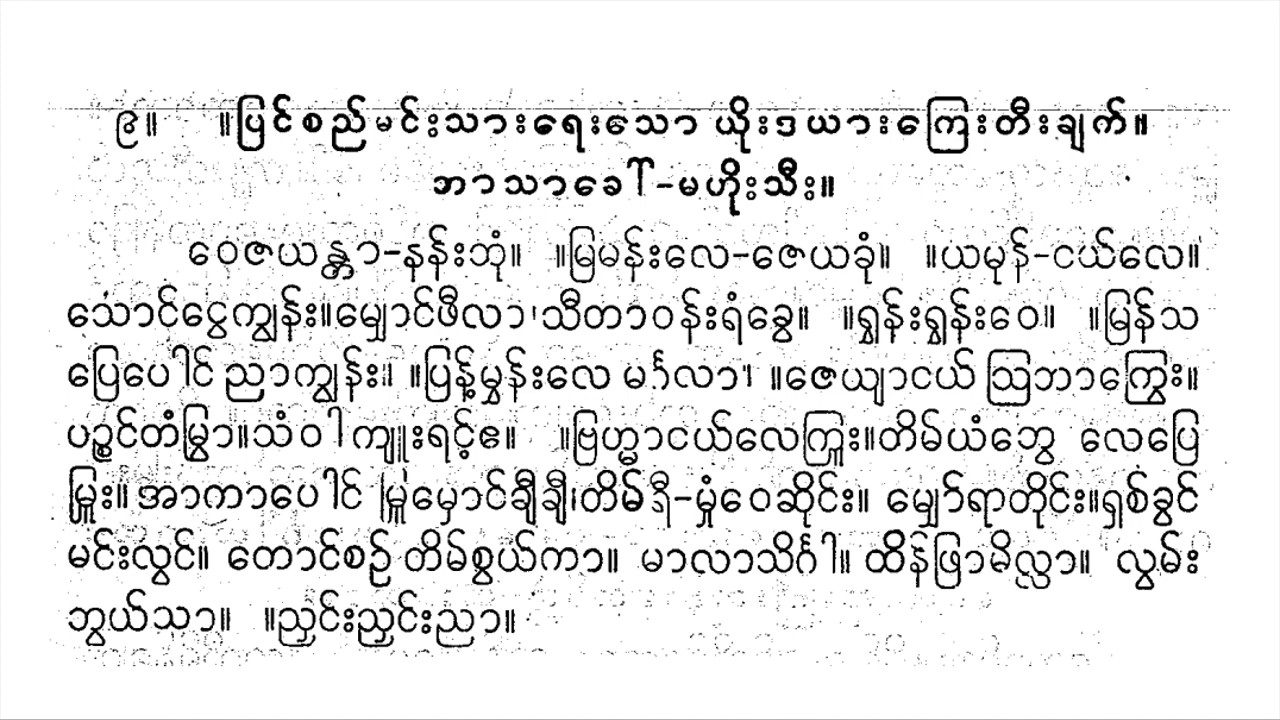 ၉။ ။ပြင်စည်မင်းသားရေးသော ယိုးဒယားကြေးတီးချက်။
ဘာသာခေါ်-မဟိုးသီး။
ဝေဇယန္တာ-နန်းဘုံ။ ။မြမန်းလေ-ဇေယခုံ။ ။ယမုန်-ငယ်လေ။
သောင်ငွေကျွန်း။မျှောင်ဖီလာ၊သီတာဝန်းရံခွေ။ ။ရှွန်းရှွန်းဝေ။ ။မြန်သ
ပြေပေါင် ညာကျွန်း။ ။ပြန့်မွှန်းလေ မင်္ဂလာ၊ ။ဇေယျာငယ် ဩဘာကြွေး။
ပဉ္စင်တံမြွာ။သံဝါကျူးရင့်ဧ။ ။ဗြဟ္မာငယ်လေကြူး။တိမ်ယံဘွေ လေပြေ
မြူး။အာကာပေါင် မြူမှောင်ချီချီ၊တိမ်ဒီ-မှုံဝေဆိုင်း။ မျှော်ရာတိုင်း။ရှစ်ခွင်
မင်းလွင်။ တောင်စဉ် တိမ်စွယ်ကာ။ မာလာသိင်္ဂါ။ ထိန်ဖြာမိလ္လာ။ လွှမ်း
ဘွယ်သာ။ ။ညှင်းညှင်းညာ။